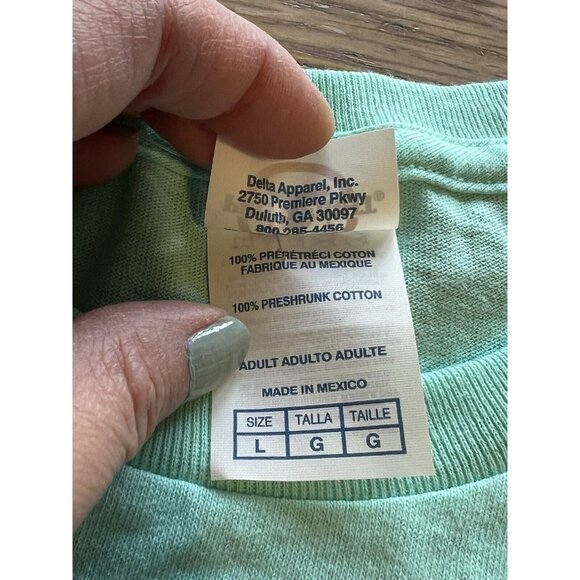 Delta Apparel, Inc.
2750 Premiere Pkwy
Duluth, GA 30097
800.285.4456
100% PRÉRÉTRÉCI COTON
FABRIQUE AU MEXIQUE
100% PRESHRUNK COTTON
ADULT ADULTO ADULTE
MADE IN MEXICO
SIZE TALLA TAILLE
L G G